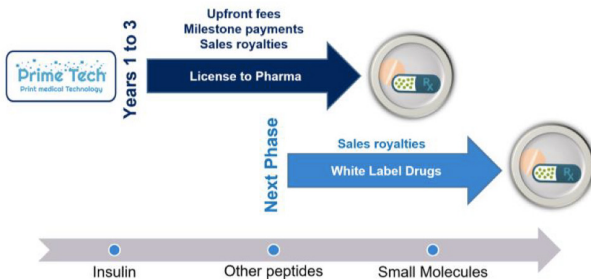 Prime Tech
Print medical Technology
Years 1 to 3
Upfront fees
Milestone payments
Sales royalties
License to Pharma
Rx
Next Phase
Sales royalties
White Label Drugs
Rx
Insulin
Other peptides
Small Molecules